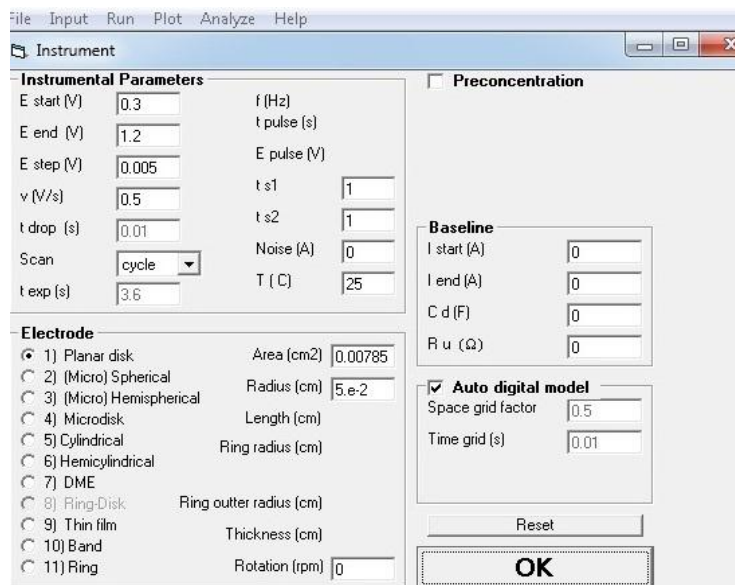 File Input Run Plot Analyze Help
Instrument
Instrumental Parameters
E start (V) 0.3
E end (V) 1.2
E step (V) 0.005
v (V/s) 0.5
t drop (s) 0.01
Scan cycle
t exp (s) 3.6
f (Hz)
t pulse (s)
E pulse (V)
t s1 1
t s2 1
Noise (A) 0
T ( C) 25
Preconcentration
Baseline
I start (A) 0
I end (A) 0
C d (F) 0
R u (Ω) 0
Electrode
1) Planar disk
2) (Micro) Spherical
3) (Micro) Hemispherical
4) Microdisk
5) Cylindrical
6) Hemicylindrical
7) DME
8) Ring-Disk
9) Thin film
10) Band
11) Ring
Area (cm2) 0.00785
Radius (cm) 5.e-2
Length (cm)
Ring radius (cm)
Ring outter radius (cm)
Thickness (cm)
Rotation (rpm) 0
Auto digital model
Space grid factor 0.5
Time grid (s) 0.01
Reset
OK